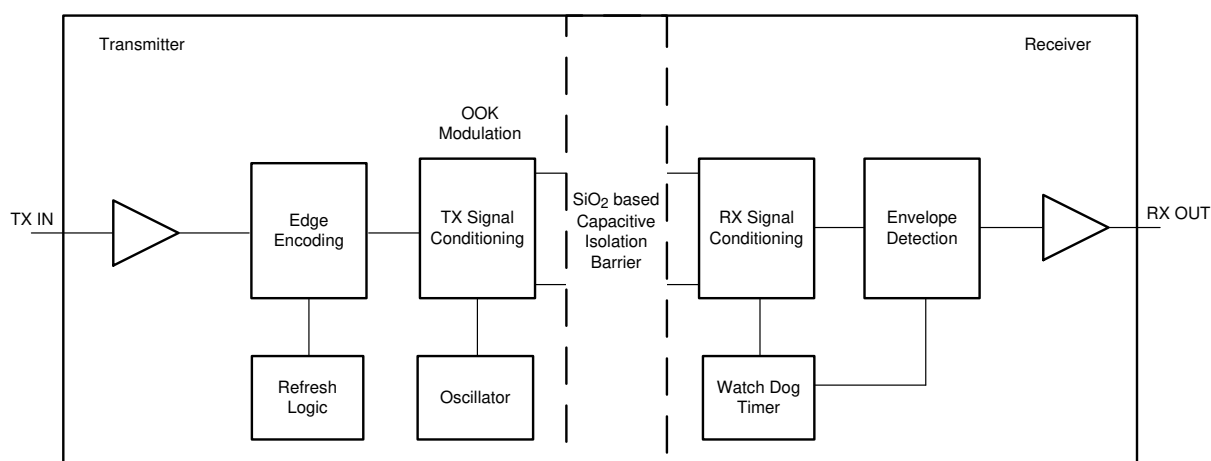 Transmitter
Receiver
OOK
Modulation
TX IN
Edge
Encoding
TX Signal
Conditioning
SiO2 based
Capacitive
Isolation
Barrier
RX Signal
Conditioning
Envelope
Detection
RX OUT
Refresh
Logic
Oscillator
Watch Dog
Timer